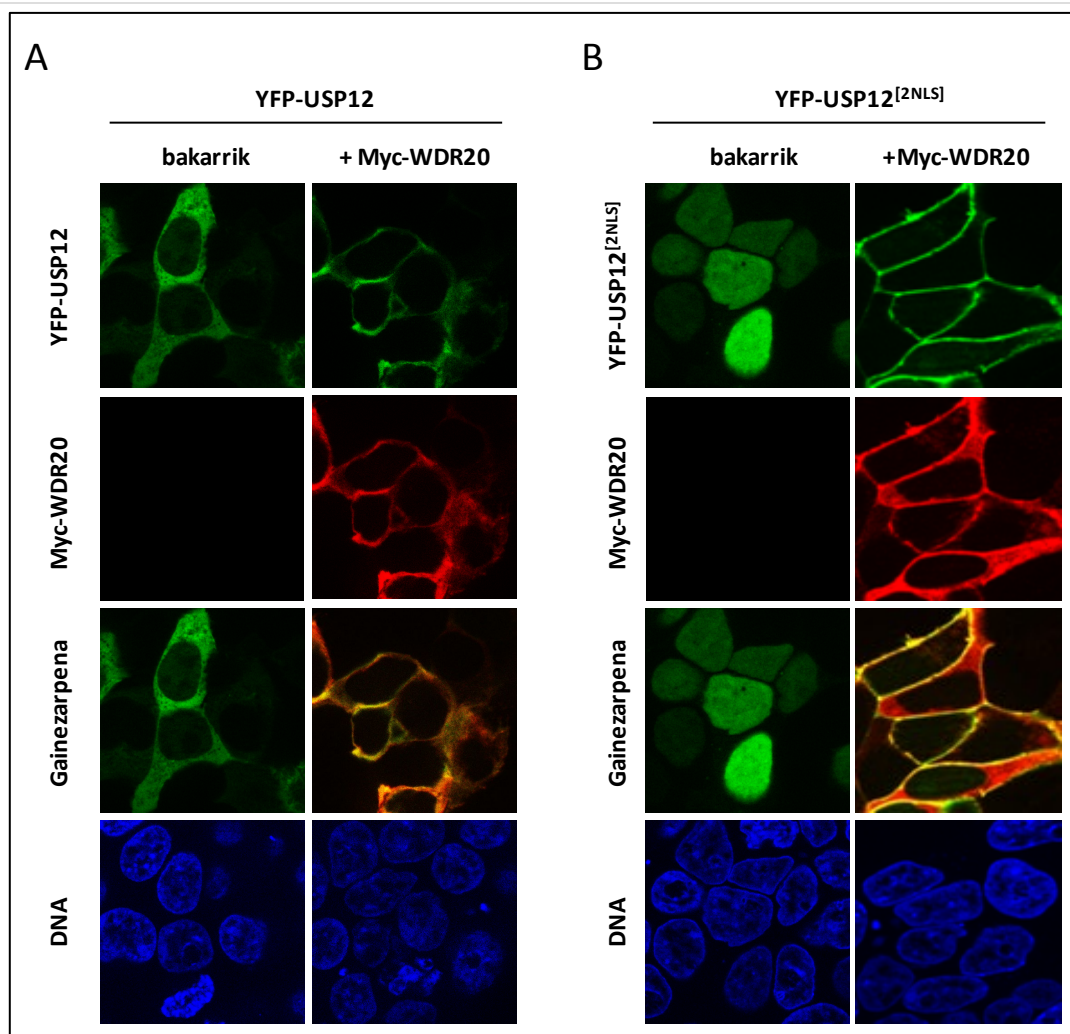 A
YFP-USP12
bakarrik
+ Myc-WDR20
YFP-USP12
Myc-WDR20
Gainezarpena
DNA
B
YFP-USP12[2NLS]
bakarrik
+Myc-WDR20
YFP-USP12[2NLS]
Myc-WDR20
Gainezarpena
DNA